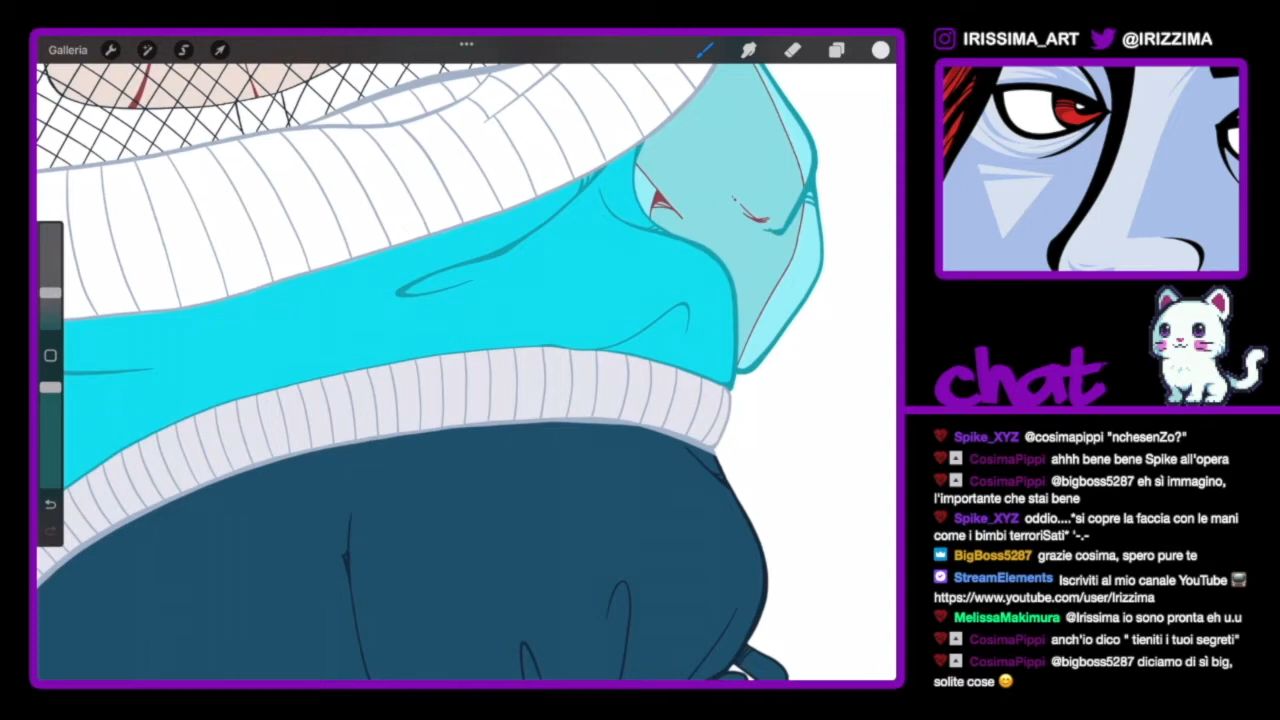 Galleria
IRISSIMA_ART @IRIZZIMA
chat
Spike_XYZ @cosimapippi "nchesenZo?"
CosimaPippi ahhh bene bene Spike all'opera
CosimaPippi @bigboss5287 eh sì immagino,
l'importante che stai bene
Spike_XYZ oddio....*si copre la faccia con le mani
come i bimbi terroriSati* '-.-
BigBoss5287 grazie cosima, spero pure te
StreamElements Iscriviti al mio canale YouTube
https://www.youtube.com/user/Irizzima
MelissaMakimura @Irissima io sono pronta eh u.u
CosimaPippi anch'io dico " tieniti i tuoi segreti"
CosimaPippi @bigboss5287 diciamo di sì big,
solite cose 😊